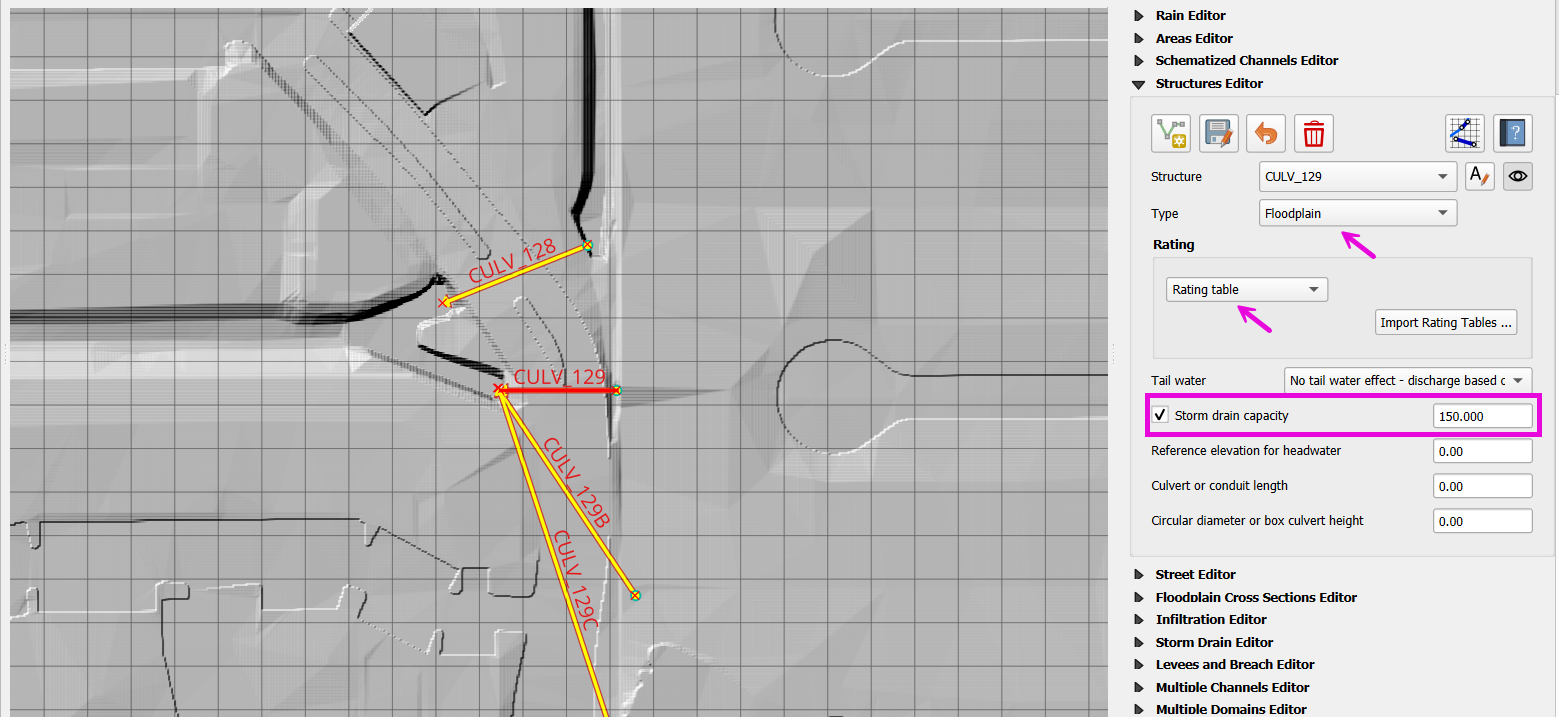 CULV_128
CULV_129
CULV_129B
CULV_129C
Rain Editor
Areas Editor
Schematized Channels Editor
Structures Editor
Structure CULV_129 A
Type Floodplain
Rating
Rating table
Import Rating Tables ...
Tail water No tail water effect - discharge based c
Storm drain capacity 150.000
Reference elevation for headwater 0.00
Culvert or conduit length 0.00
Circular diameter or box culvert height 0.00
Street Editor
Floodplain Cross Sections Editor
Infiltration Editor
Storm Drain Editor
Levees and Breach Editor
Multiple Channels Editor
Multiple Domains Editor